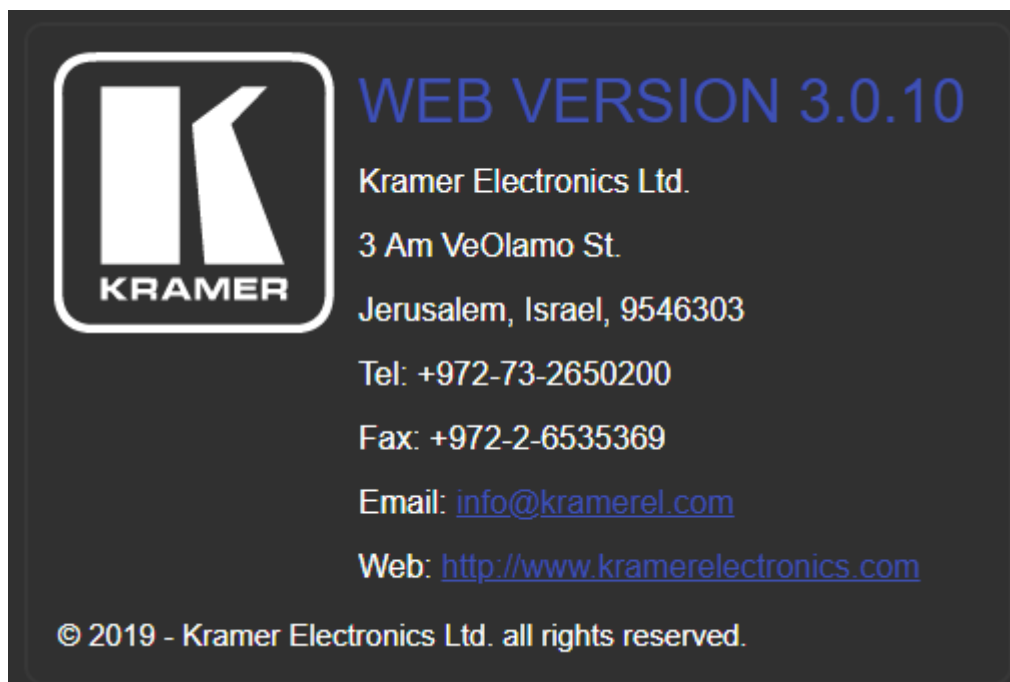 WEB VERSION 3.0.10
KRAMER
Kramer Electronics Ltd.
3 Am VeOlamo St.
Jerusalem, Israel, 9546303
Tel: +972-73-2650200
Fax: +972-2-6535369
Email: info@kramerel.com
Web: http://www.kramerelectronics.com
© 2019 - Kramer Electronics Ltd. all rights reserved.